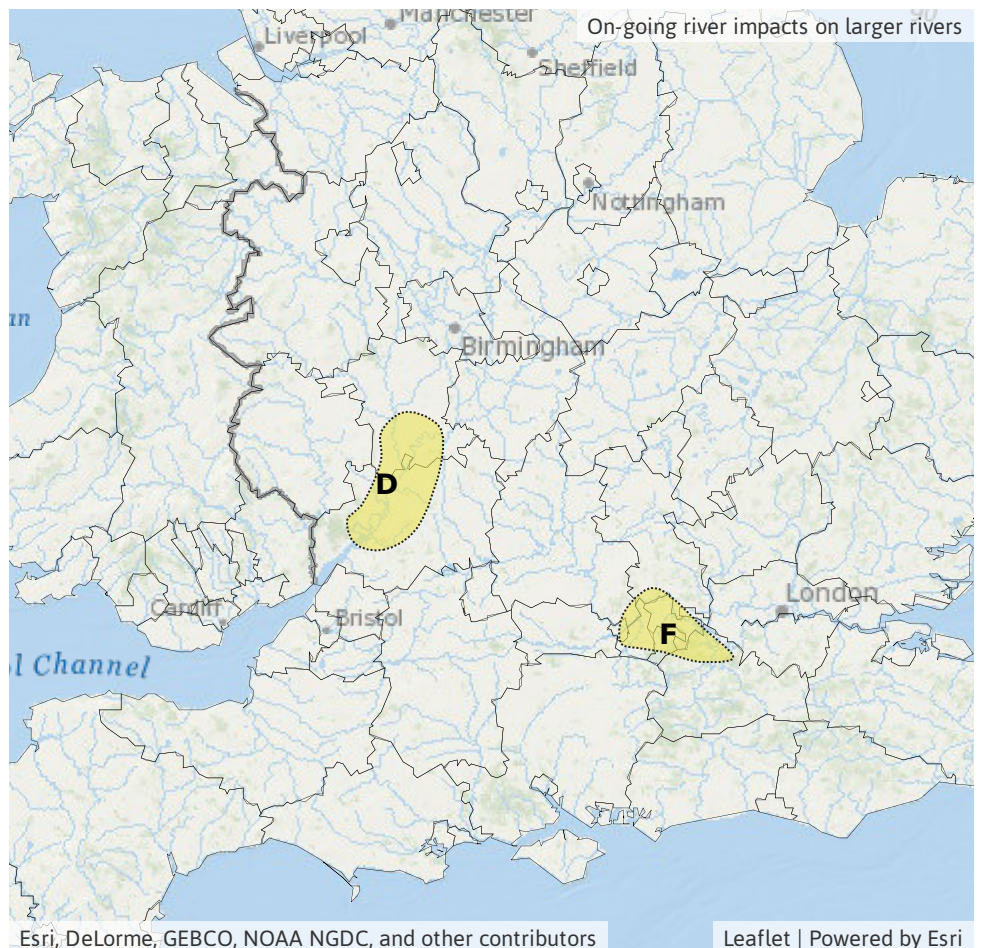 On-going river impacts on larger rivers
Manchester
Liverpool
Sheffield
Nottingham
an
Birmingham
D
London
Cardiff
Bristol
F
l Channel
Esri, DeLorme, GEBCO, NOAA NGDC, and other contributors
Leaflet | Powered by Esri